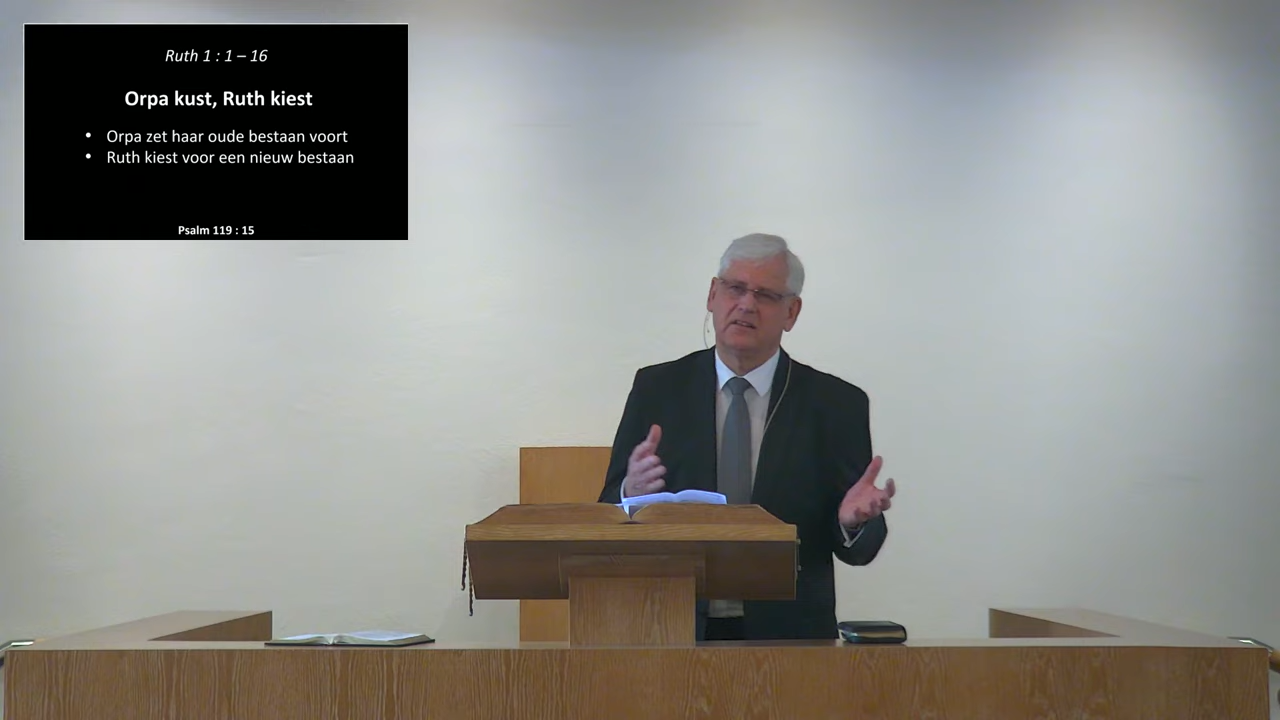 Ruth 1 : 1 – 16
Orpa kust, Ruth kiest
• Orpa zet haar oude bestaan voort
• Ruth kiest voor een nieuw bestaan
Psalm 119 : 15